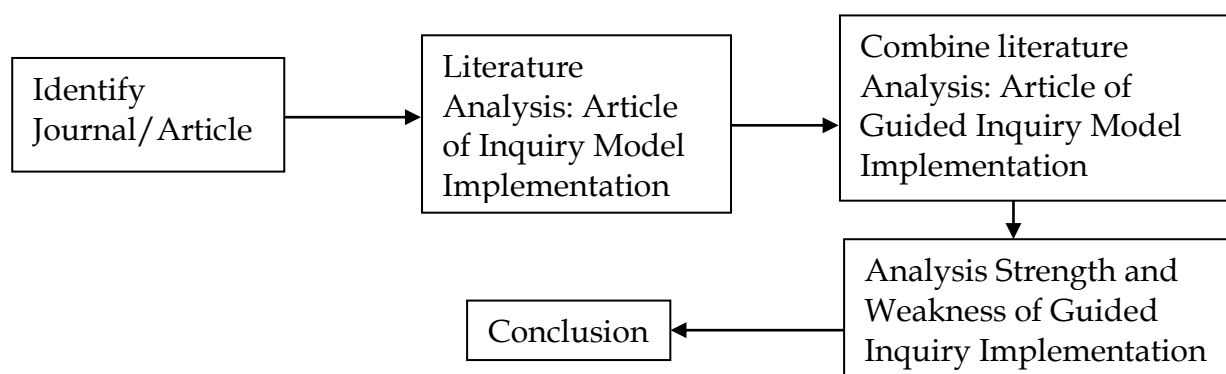 Identify
Journal/Article
Literature
Analysis: Article
of Inquiry Model
Implementation
Combine literature
Analysis: Article of
Guided Inquiry Model
Implementation
Analysis Strength and
Weakness of Guided
Inquiry Implementation
Conclusion